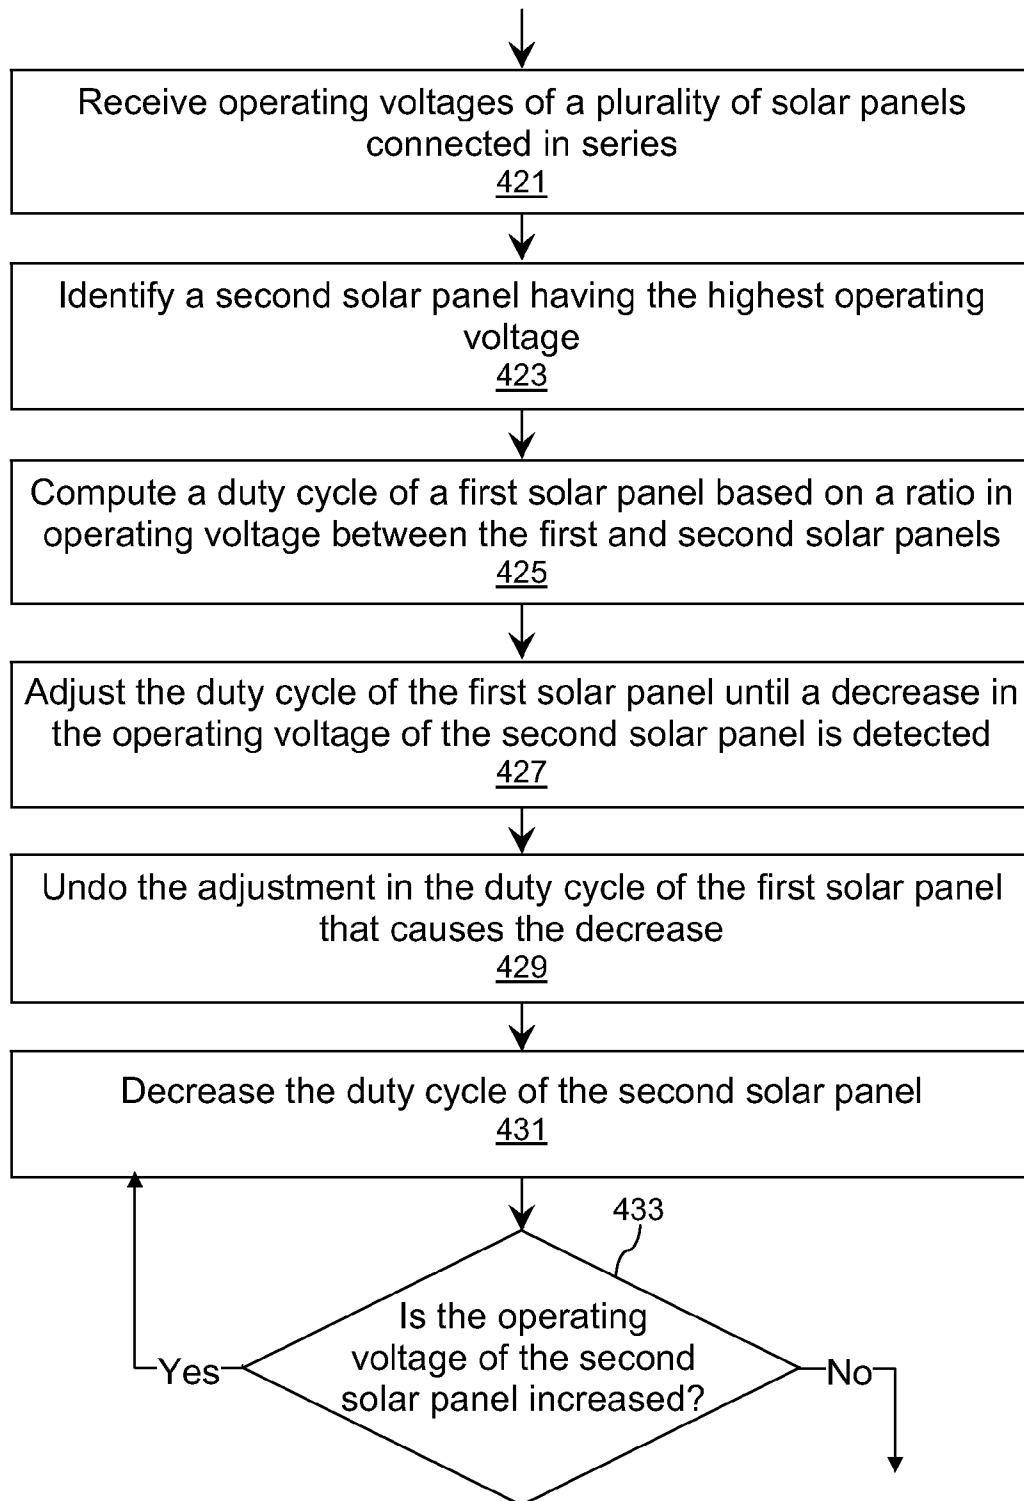 Receive operating voltages of a plurality of solar panels
connected in series
421
Identify a second solar panel having the highest operating
voltage
423
Compute a duty cycle of a first solar panel based on a ratio in
operating voltage between the first and second solar panels
425
Adjust the duty cycle of the first solar panel until a decrease in
the operating voltage of the second solar panel is detected
427
Undo the adjustment in the duty cycle of the first solar panel
that causes the decrease
429
Decrease the duty cycle of the second solar panel
431
433
Is the operating
voltage of the second
solar panel increased?
Yes
No